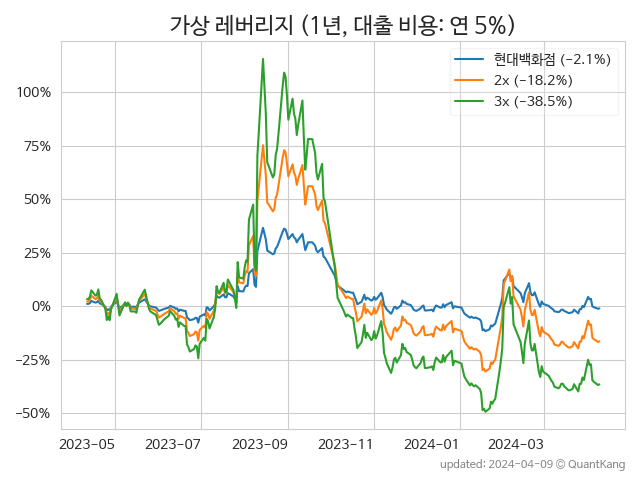 가상 레버리지 (1년, 대출 비용: 연 5%)
현대백화점 (−2.1%)
2x (−18.2%)
3x (−38.5%)
100%
75%
50%
25%
0%
−25%
−50%
2023-05 2023-07 2023-09 2023-11 2024-01 2024-03
updated: 2024-04-09 © QuantKang